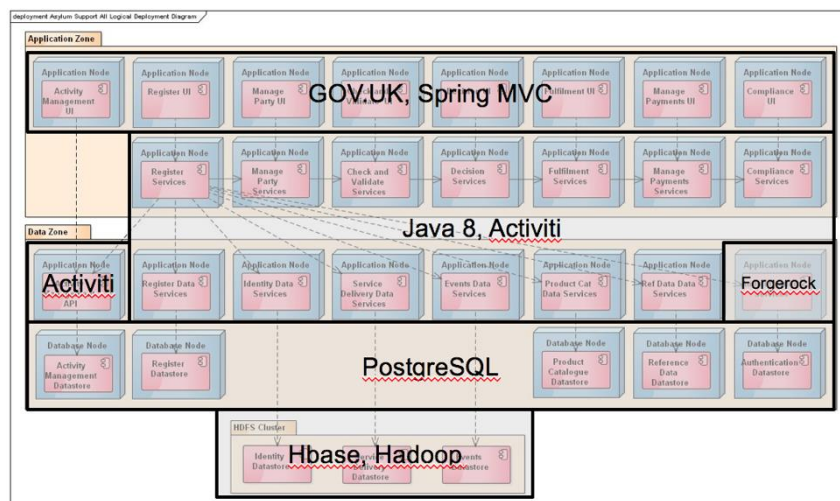 deployment Asylum Support All Logical Deployment Diagram
Application Zone
Application Node
Activity
Management
UI
Application Node
Register UI
Application Node
Manage
Party UI
Application Node
Application Node
Application Node
Fulfilment UI
Application Node
Manage
Payments UI
Application Node
Compliance UI
GOV.UK, Spring MVC
Application Node
Register
Services
Application Node
Manage
Party
Services
Application Node
Check and
Validate
Services
Application Node
Decision
Services
Application Node
Fulfilment
Services
Application Node
Manage
Payments
Services
Application Node
Compliance
Services
Java 8, Activiti
Data Zone
Application Node
Activiti
API
Application Node
Register Data
Services
Application Node
Identity Data
Services
Application Node
Service
Delivery Data
Services
Application Node
Events Data
Services
Application Node
Product Cat
Data Services
Application Node
Ref Data Data
Services
Application Node
Forgerock
Database Node
Activity
Management
Datastore
Database Node
Register
Datastore
PostgreSQL
Database Node
Product
Catalogue
Datastore
Database Node
Reference
Data
Datastore
Database Node
Authentication
Datastore
HDFS Cluster
Identity
Datastore
Datastore
Events
Datastore
Hbase, Hadoop